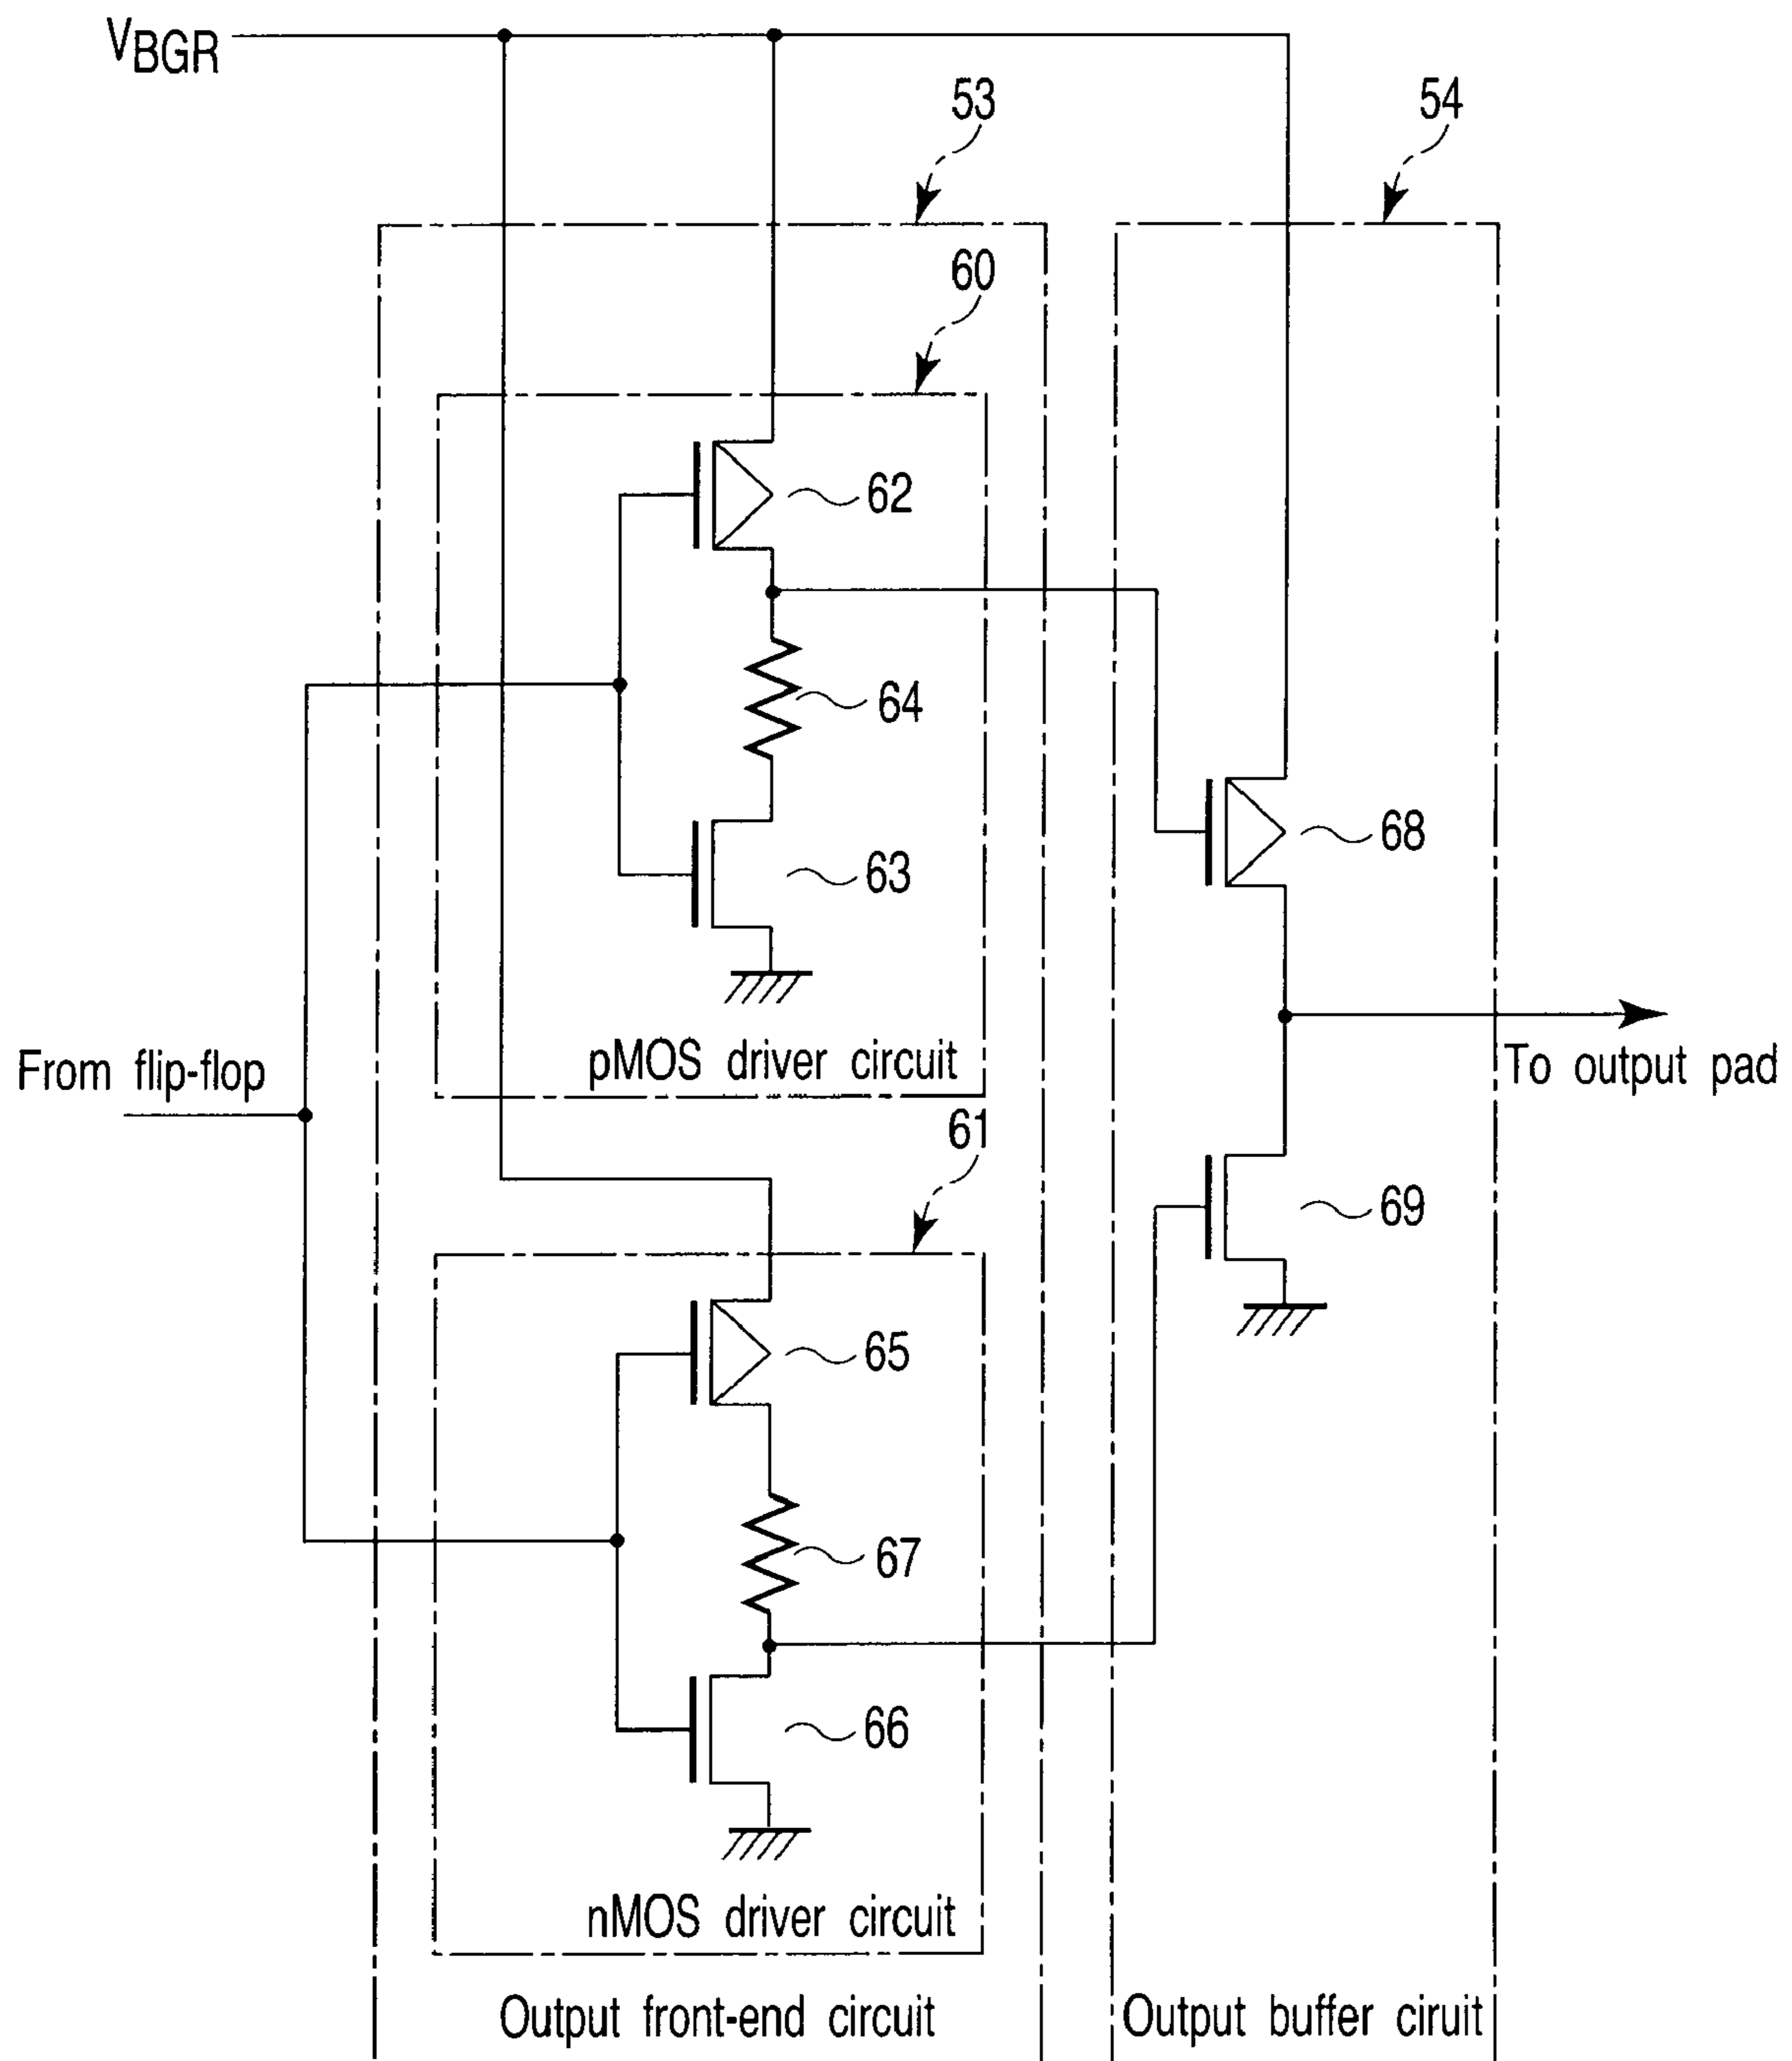 VBGR
53
54
60
62
64
63
68
pMOS driver circuit
From flip-flop
To output pad
61
69
65
67
66
nMOS driver circuit
Output front-end circuit
Output buffer ciruit